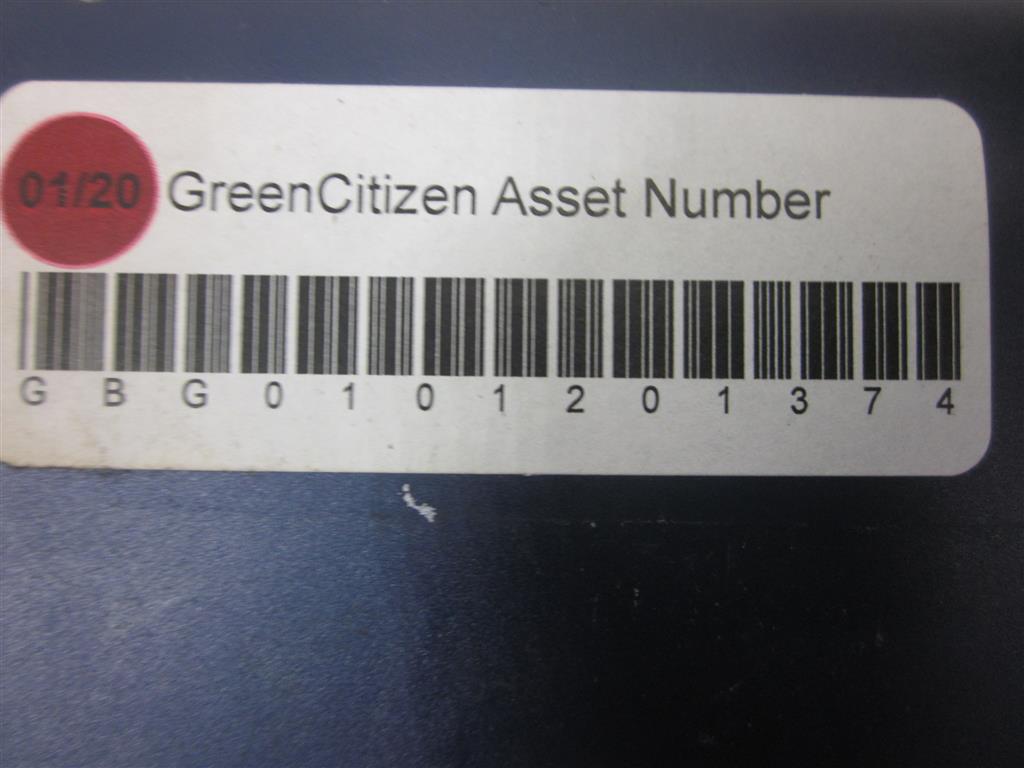 01/20 GreenCitizen Asset Number
G B G 0 1 0 1 2 0 1 3 7 4